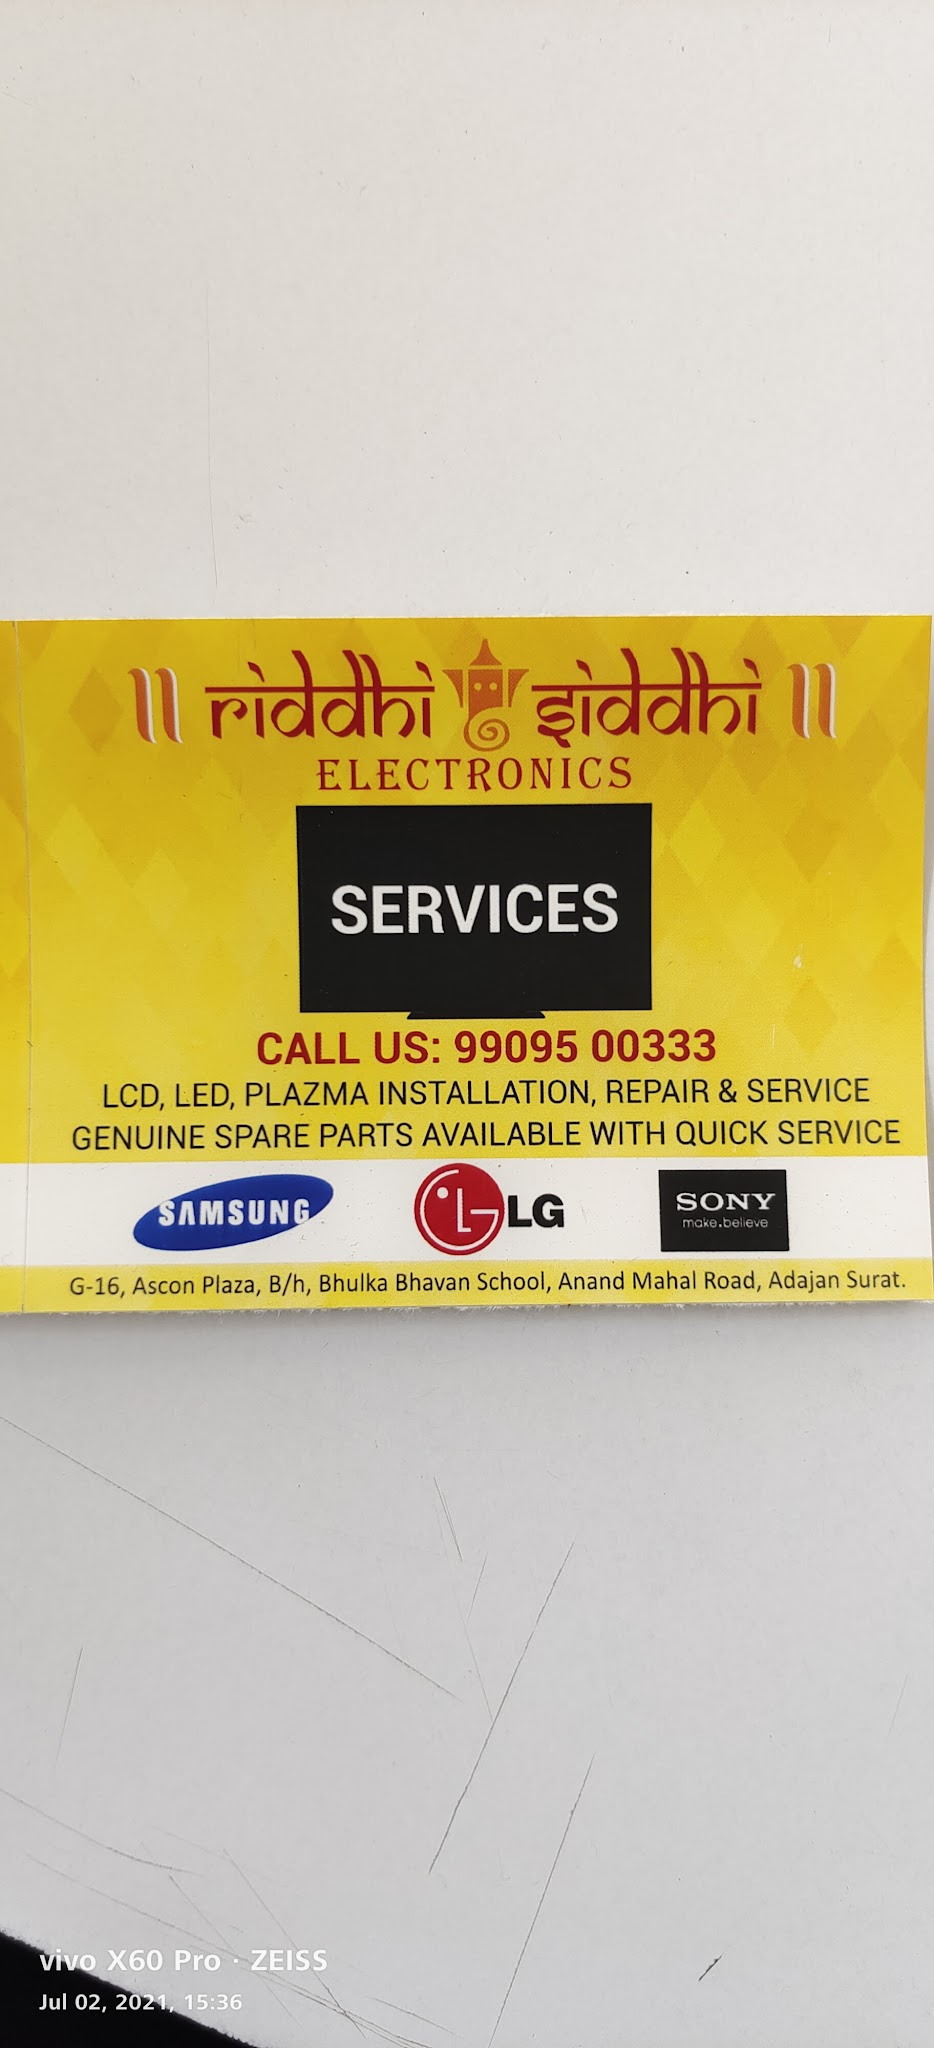 || riddhi siddhi ||
ELECTRONICS
SERVICES
CALL US: 99095 00333
LCD, LED, PLAZMA INSTALLATION, REPAIR & SERVICE
GENUINE SPARE PARTS AVAILABLE WITH QUICK SERVICE
SAMSUNG LG SONY
make.believe
G-16, Ascon Plaza, B/h, Bhulka Bhavan School, Anand Mahal Road, Adajan Surat.
vivo X60 Pro · ZEISS
Jul 02, 2021, 15:36